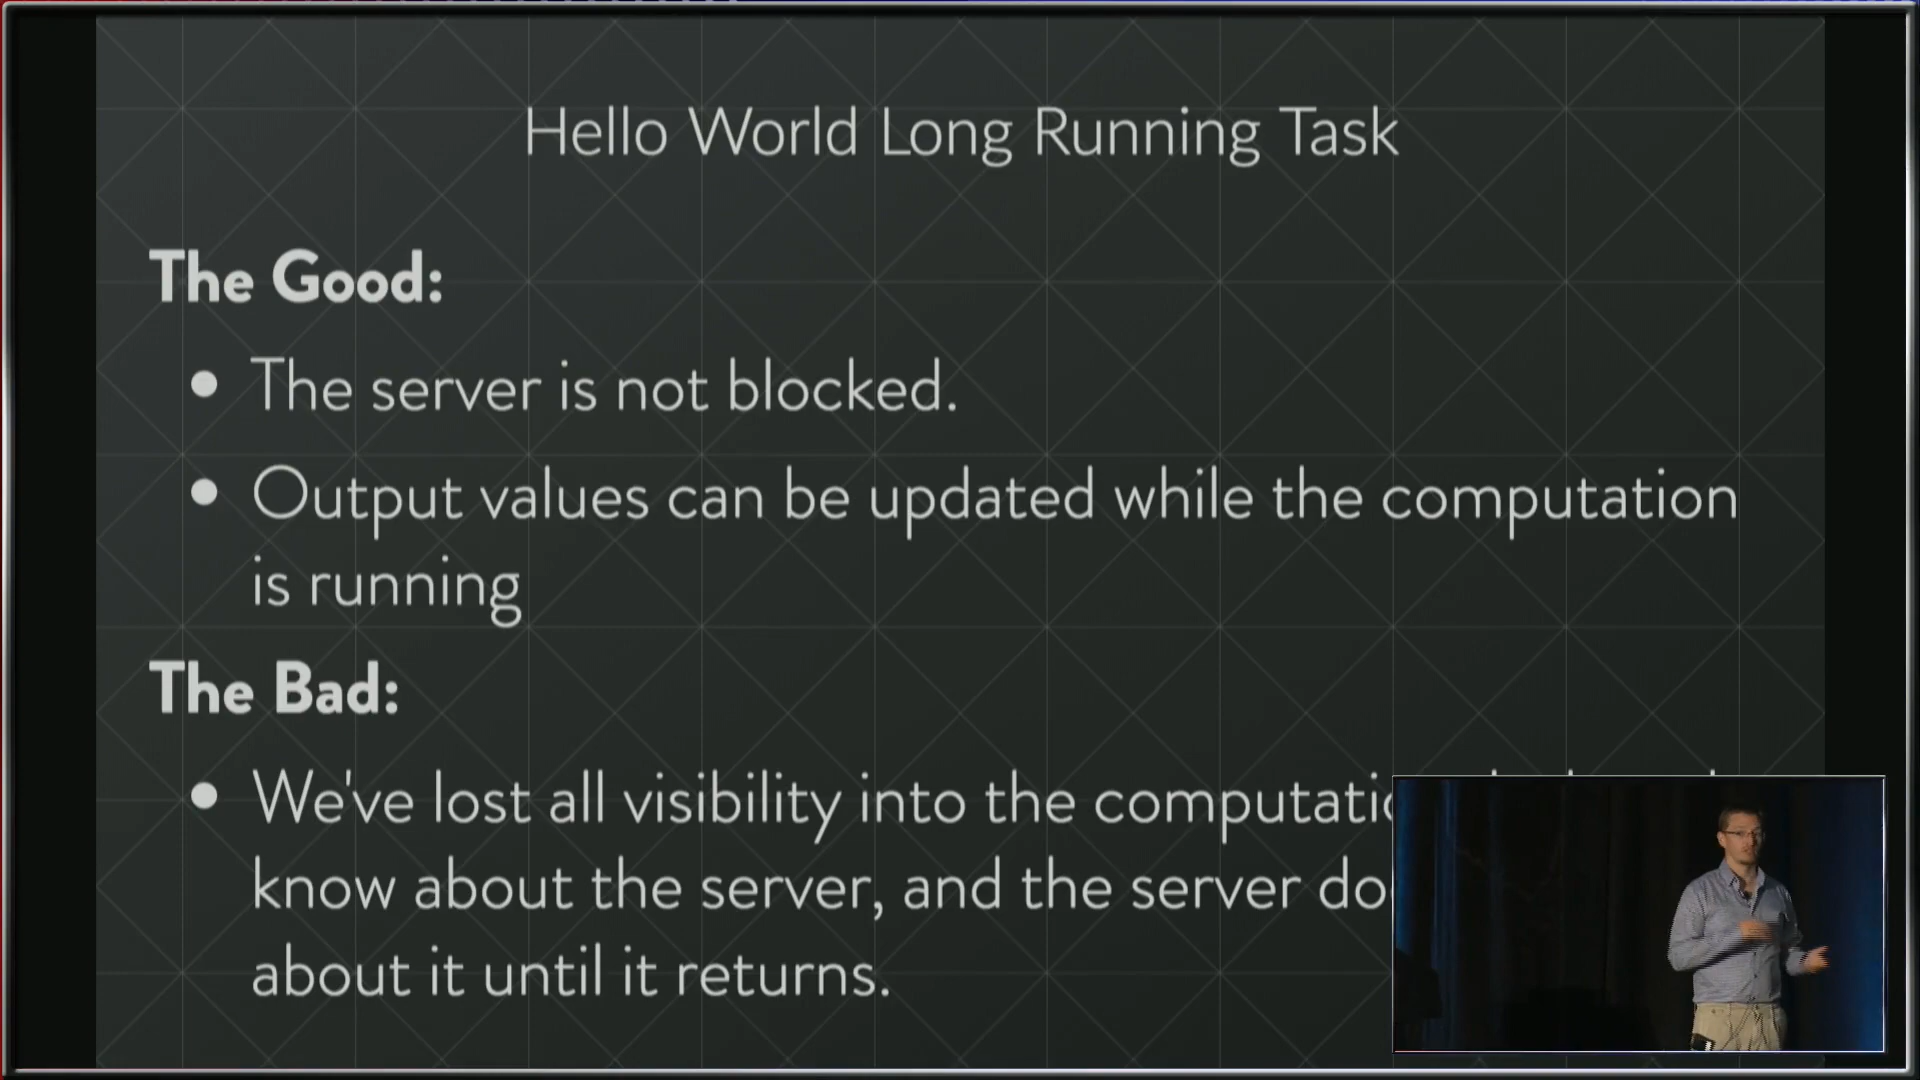 Hello World Long Running Task
The Good:
• The server is not blocked.
• Output values can be updated while the computation
is running
The Bad:
• We've lost all visibility into the
know about the server, and the server
about it until it returns.